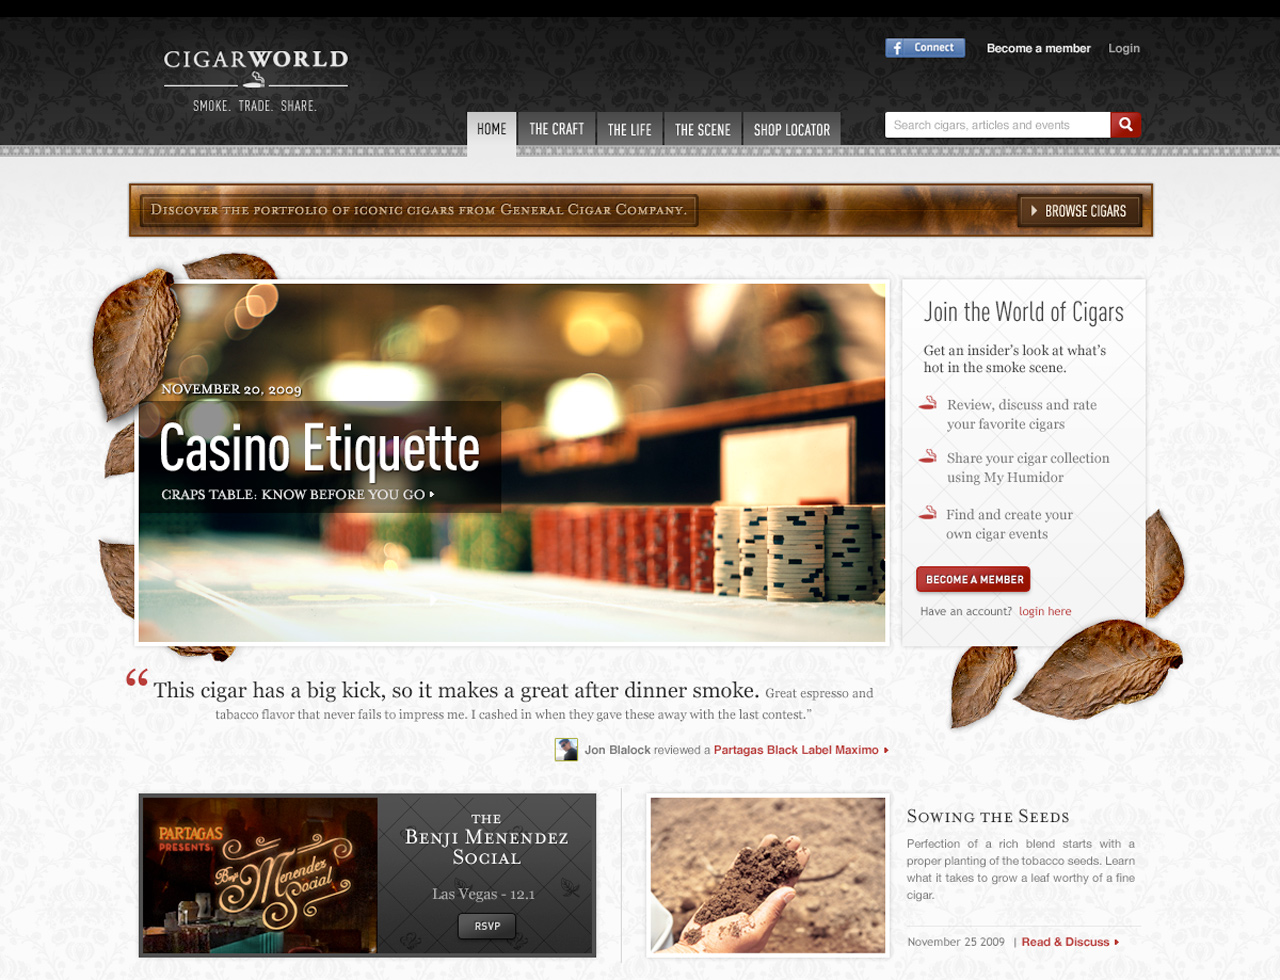 CIGARWORLD
SMOKE. TRADE. SHARE.
f Connect
Become a member
Login
HOME
THE CRAFT
THE LIFE
THE SCENE
SHOP LOCATOR
Search cigars, articles and events
Discover the portfolio of iconic cigars from General Cigar Company.
BROWSE CIGARS
NOVEMBER 20, 2009
Casino Etiquette
CRAPS TABLE: KNOW BEFORE YOU GO
Join the World of Cigars
Get an insider's look at what's
hot in the smoke scene.
Review, discuss and rate
your favorite cigars
Share your cigar collection
using My Humidor
Find and create your
own cigar events
BECOME A MEMBER
Have an account? login here
“ This cigar has a big kick, so it makes a great after dinner smoke. Great espresso and
tabacco flavor that never fails to impress me. I cashed in when they gave these away with the last contest.”
Jon Blalock reviewed a Partagas Black Label Maximo
PARTAGAS
PRESENTS:
Benji
Menendez
Social
THE
Benji Menendez
Social
Las Vegas - 12.1
RSVP
Sowing the Seeds
Perfection of a rich blend starts with a
proper planting of the tobacco seeds. Learn
what it takes to grow a leaf worthy of a fine
cigar.
November 25 2009 | Read & Discuss